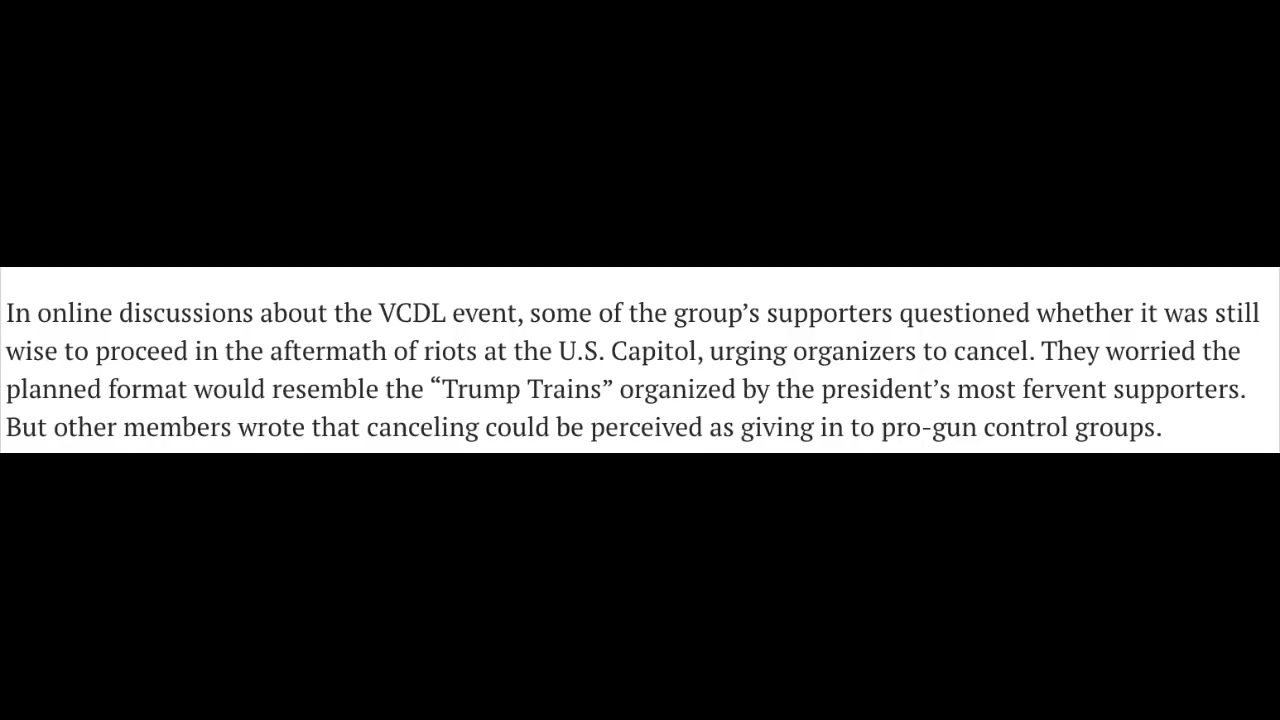 In online discussions about the VCDL event, some of the group’s supporters questioned whether it was still
wise to proceed in the aftermath of riots at the U.S. Capitol, urging organizers to cancel. They worried the
planned format would resemble the “Trump Trains” organized by the president’s most fervent supporters.
But other members wrote that canceling could be perceived as giving in to pro-gun control groups.